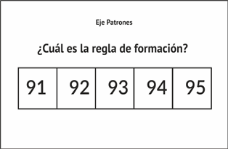 Eje Patrones
¿Cuál es la regla de formación?
91 92 93 94 95